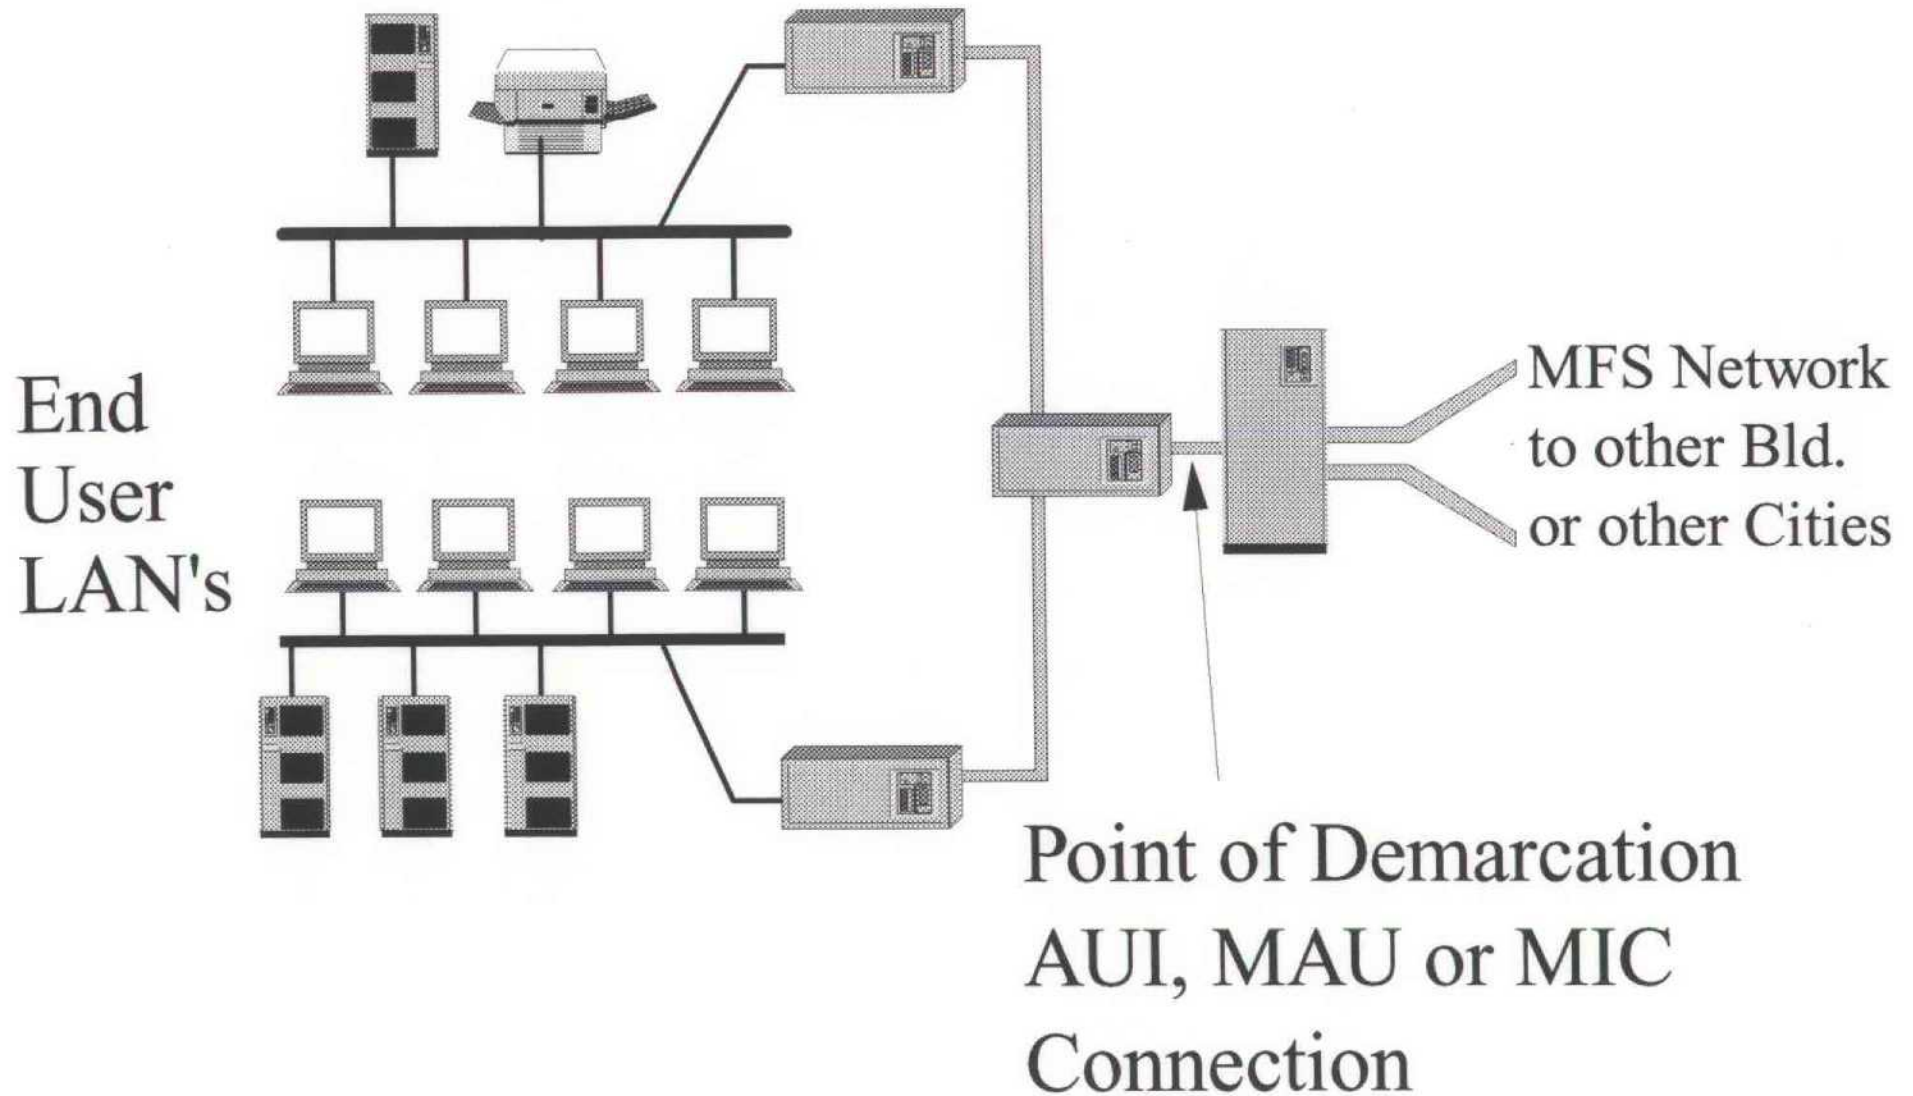 End
User
LAN's
MFS Network
to other Bld.
or other Cities
Point of Demarcation
AUI, MAU or MIC
Connection